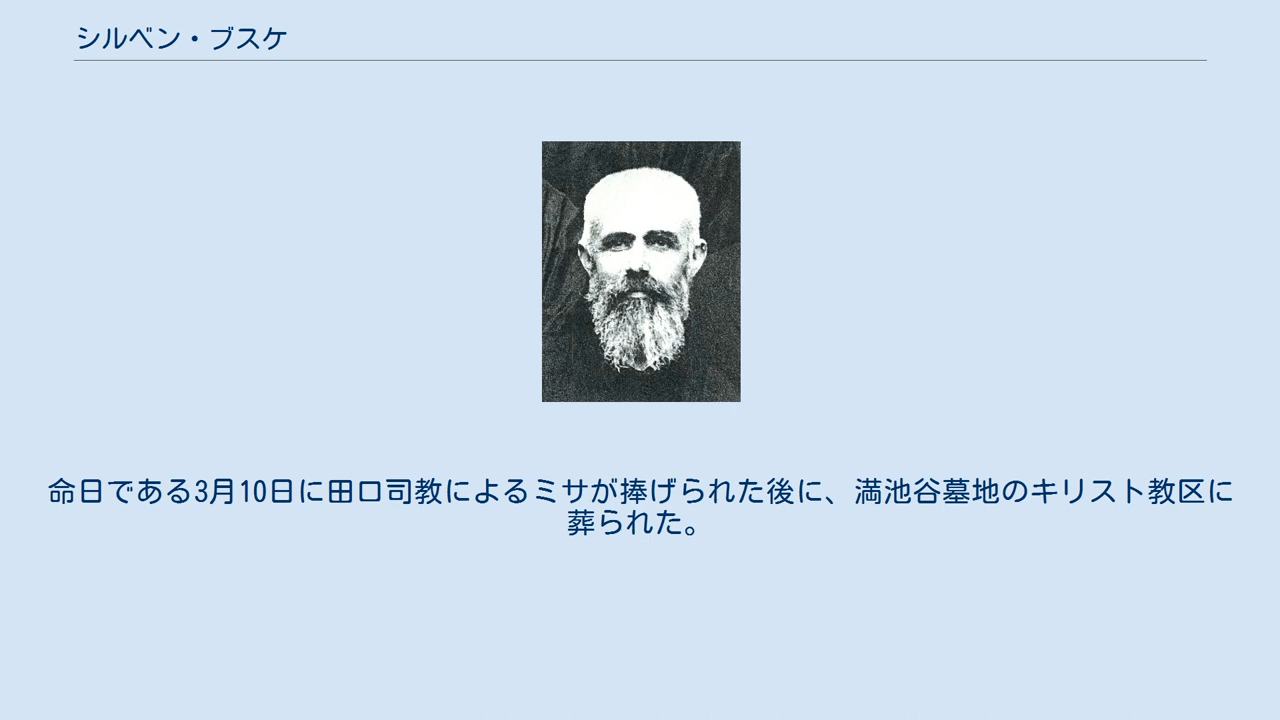 シルベン・ブスケ
命日である3月10日に田口司教によるミサが捧げられた後に、満池谷墓地のキリスト教区に
葬られた。